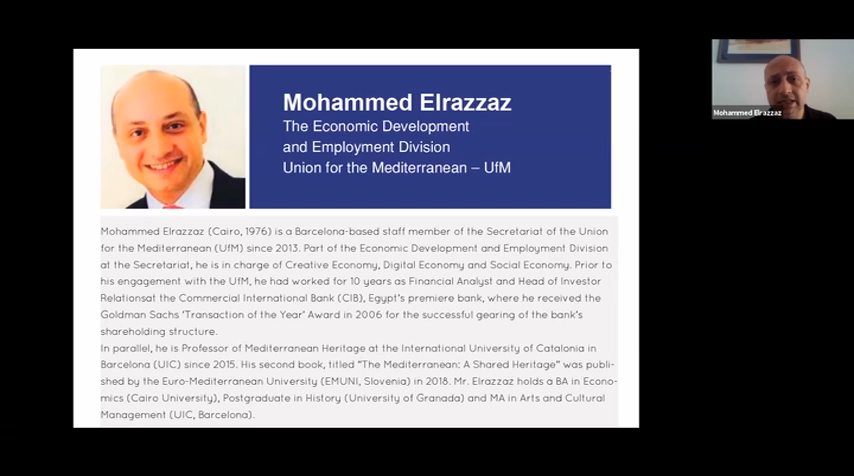 Mohammed Elrazzaz
The Economic Development
and Employment Division
Union for the Mediterranean – UfM
Mohammed Elrazzaz
Mohammed Elrazzaz (Cairo, 1976) is a Barcelona-based staff member of the Secretariat of the Union
for the Mediterranean (UfM) since 2013. Part of the Economic Development and Employment Division
at the Secretariat, he is in charge of Creative Economy, Digital Economy and Social Economy. Prior to
his engagement with the UfM, he had worked for 10 years as Financial Analyst and Head of Investor
Relationsat the Commercial International Bank (CIB), Egypt's premiere bank, where he received the
Goldman Sachs 'Transaction of the Year' Award in 2006 for the successful gearing of the bank's
shareholding structure.
In parallel, he is Professor of Mediterranean Heritage at the International University of Catalonia in
Barcelona (UIC) since 2015. His second book, titled "The Mediterranean: A Shared Heritage" was publi-
shed by the Euro-Mediterranean University (EMUNI, Slovenia) in 2018. Mr. Elrazzaz holds a BA in Econo-
mics (Cairo University), Postgraduate in History (University of Granada) and MA in Arts and Cultural
Management (UIC, Barcelona).